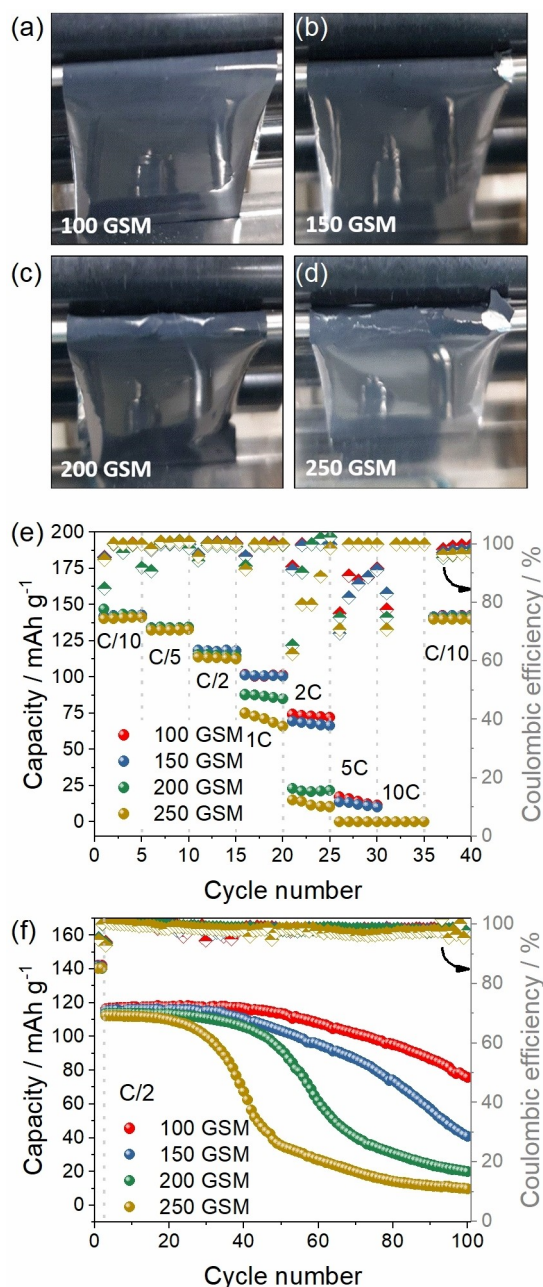 (a)
(b)
100 GSM
150 GSM
(c)
(d)
200 GSM
250 GSM
(e)
200
175
150
125
100
75
50
25
0
Capacity / mAh g-1
100
80
60
40
20
0
Coulombic efficiency / %
C/10
C/5
C/2
1C
2C
5C
10C
C/10
100 GSM
150 GSM
200 GSM
250 GSM
0 5 10 15 20 25 30 35 40
Cycle number
(f)
160
140
120
100
80
60
40
20
0
Capacity / mAh g-1
100
80
60
40
20
0
Coulombic efficiency / %
C/2
100 GSM
150 GSM
200 GSM
250 GSM
0 20 40 60 80 100
Cycle number